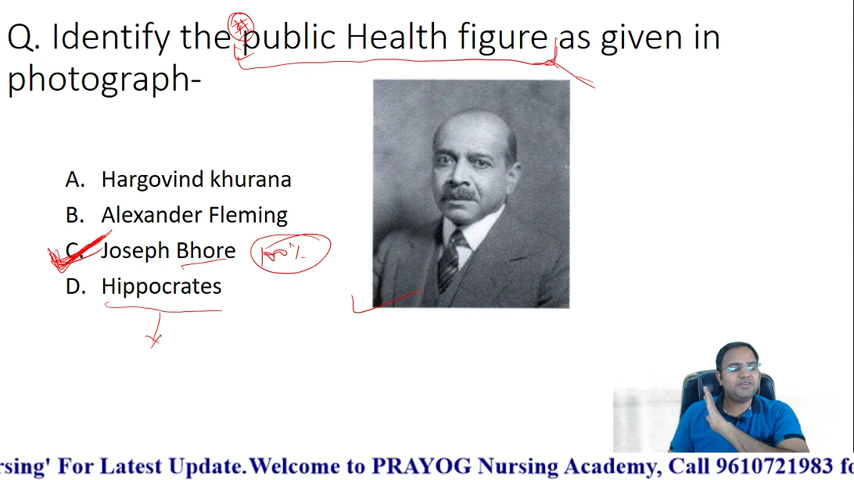 Q. Identify the public Health figure as given in
photograph-
A. Hargovind khurana
B. Alexander Fleming
C. Joseph Bhore 100%
D. Hippocrates
rsing' For Latest Update.Welcome to PRAYOG Nursing Academy, Call 9610721983 fo